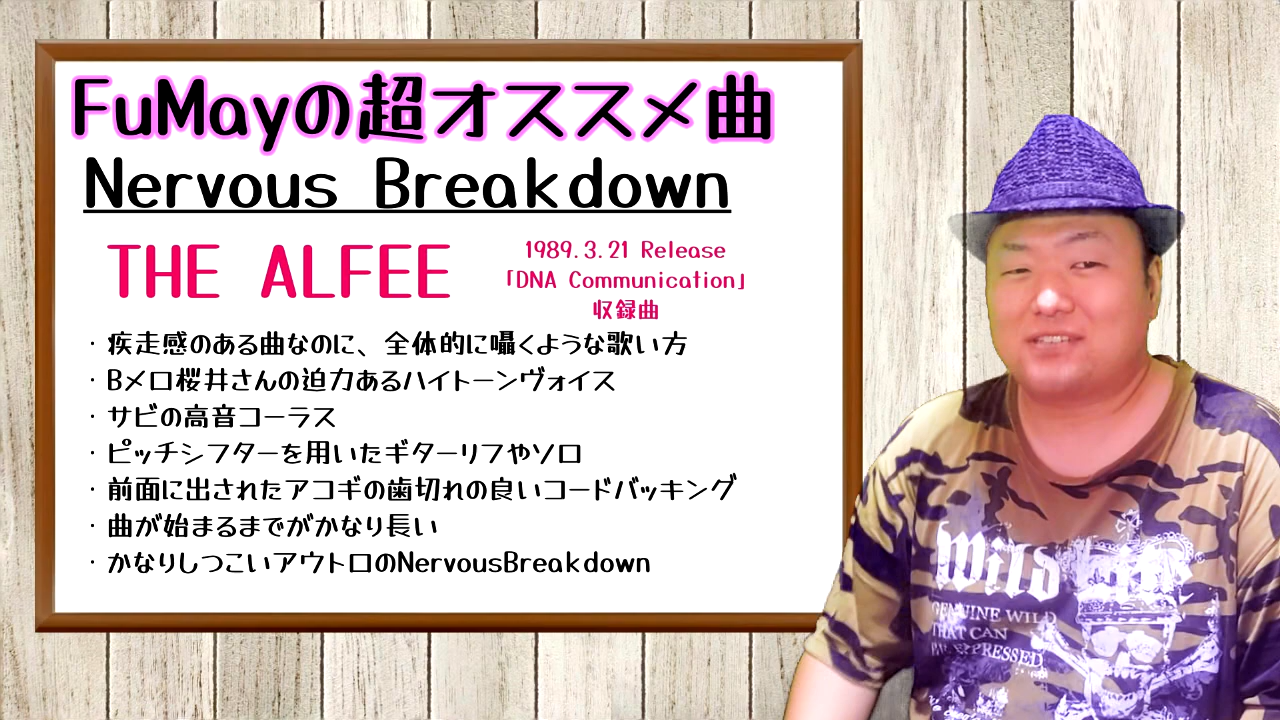 FuMayの超オススメ曲
Nervous Breakdown
THE ALFEE
1989.3.21 Release
「DNA Communication」
収録曲
・疾走感のある曲なのに、全体的に囁くような歌い方
・Bメロ桜井さんの迫力あるハイトーンヴォイス
・サビの高音コーラス
・ピッチシフターを用いたギターリフやソロ
・前面に出されたアコギの歯切れの良いコードバッキング
・曲が始まるまでがかなり長い
・かなりしつこいアウトロのNervousBreakdown
Wild
GENUINE WILD
THAT CAN
EXPRESSED